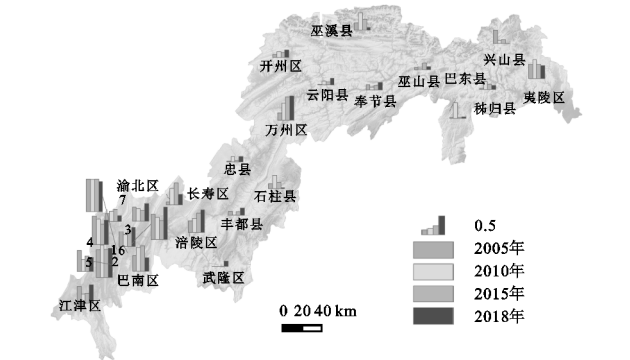 巫溪县
兴山县
开州区
巫山县
巴东县
云阳县
奉节县
夷陵区
秭归县
万州区
忠县
渝北区
长寿区
石柱县
7
丰都县
3
4
涪陵区
16
5
2
巴南区
武隆区
江津区
0 20 40 km
0.5
2005年
2010年
2015年
2018年